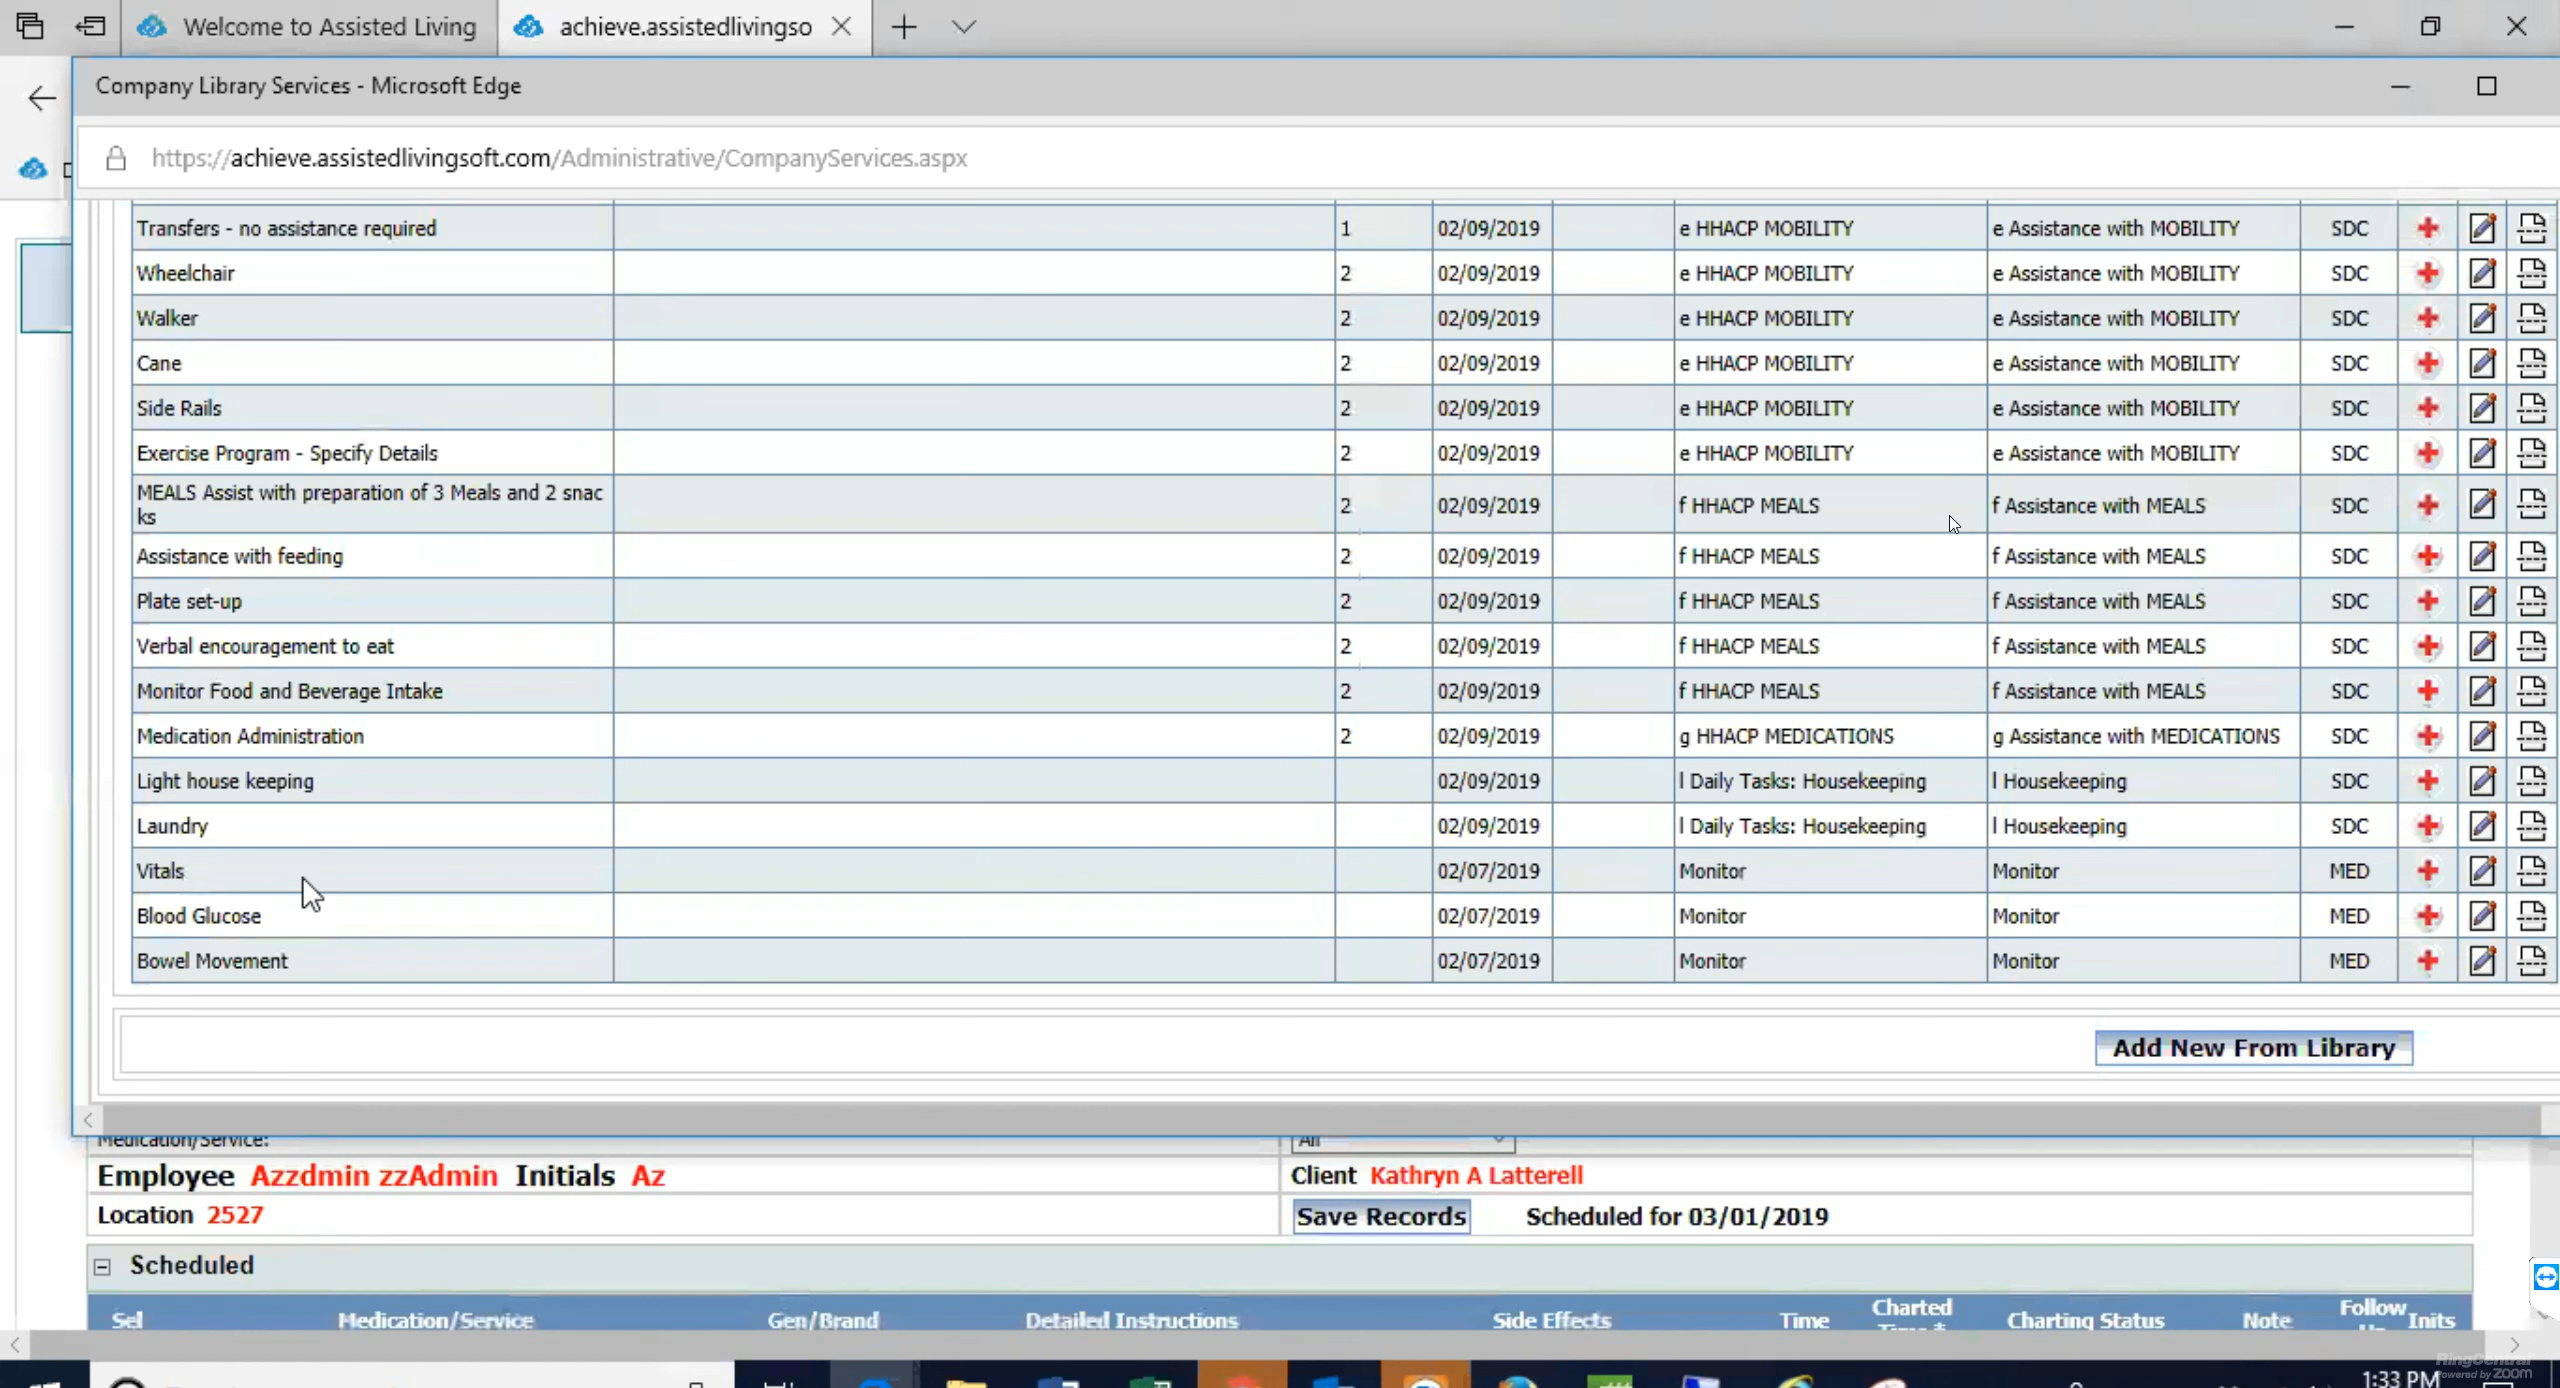 Welcome to Assisted Living
achieve.assistedlivingso
Company Library Services - Microsoft Edge
https://achieve.assistedlivingsoft.com/Administrative/CompanyServices.aspx
Transfers - no assistance required 1 02/09/2019 e HHACP MOBILITY e Assistance with MOBILITY SDC
Wheelchair 2 02/09/2019 e HHACP MOBILITY e Assistance with MOBILITY SDC
Walker 2 02/09/2019 e HHACP MOBILITY e Assistance with MOBILITY SDC
Cane 2 02/09/2019 e HHACP MOBILITY e Assistance with MOBILITY SDC
Side Rails 2 02/09/2019 e HHACP MOBILITY e Assistance with MOBILITY SDC
Exercise Program - Specify Details 2 02/09/2019 e HHACP MOBILITY e Assistance with MOBILITY SDC
MEALS Assist with preparation of 3 Meals and 2 snac
ks 2 02/09/2019 f HHACP MEALS f Assistance with MEALS SDC
Assistance with feeding 2 02/09/2019 f HHACP MEALS f Assistance with MEALS SDC
Plate set-up 2 02/09/2019 f HHACP MEALS f Assistance with MEALS SDC
Verbal encouragement to eat 2 02/09/2019 f HHACP MEALS f Assistance with MEALS SDC
Monitor Food and Beverage Intake 2 02/09/2019 f HHACP MEALS f Assistance with MEALS SDC
Medication Administration 2 02/09/2019 g HHACP MEDICATIONS g Assistance with MEDICATIONS SDC
Light house keeping 02/09/2019 l Daily Tasks: Housekeeping l Housekeeping SDC
Laundry 02/09/2019 l Daily Tasks: Housekeeping l Housekeeping SDC
Vitals 02/07/2019 Monitor Monitor MED
Blood Glucose 02/07/2019 Monitor Monitor MED
Bowel Movement 02/07/2019 Monitor Monitor MED
Add New From Library
Medication/Service: All
Employee Azzdmin zzAdmin Initials Az Client Kathryn A Latterell
Location 2527 Save Records Scheduled for 03/01/2019
Scheduled
Sel Medication/Service Gen/Brand Detailed Instructions Side Effects Time Charted Charting Status Note Follow Inits
RingCentral
Powered by zoom
1:33 PM